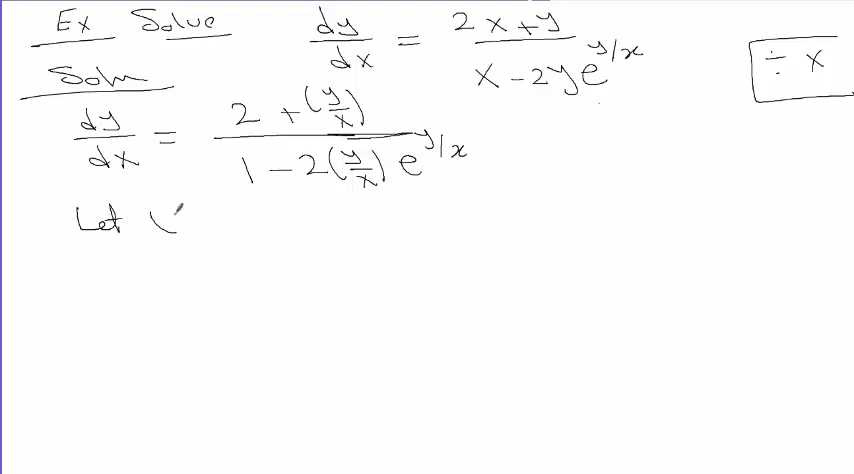 Ex Solve dy/dx = (2x+y)/(x-2ye^{y/x})
÷ x
Soln
dy/dx = (2+(y/x))/(1-2(y/x)e^{y/x})
Let